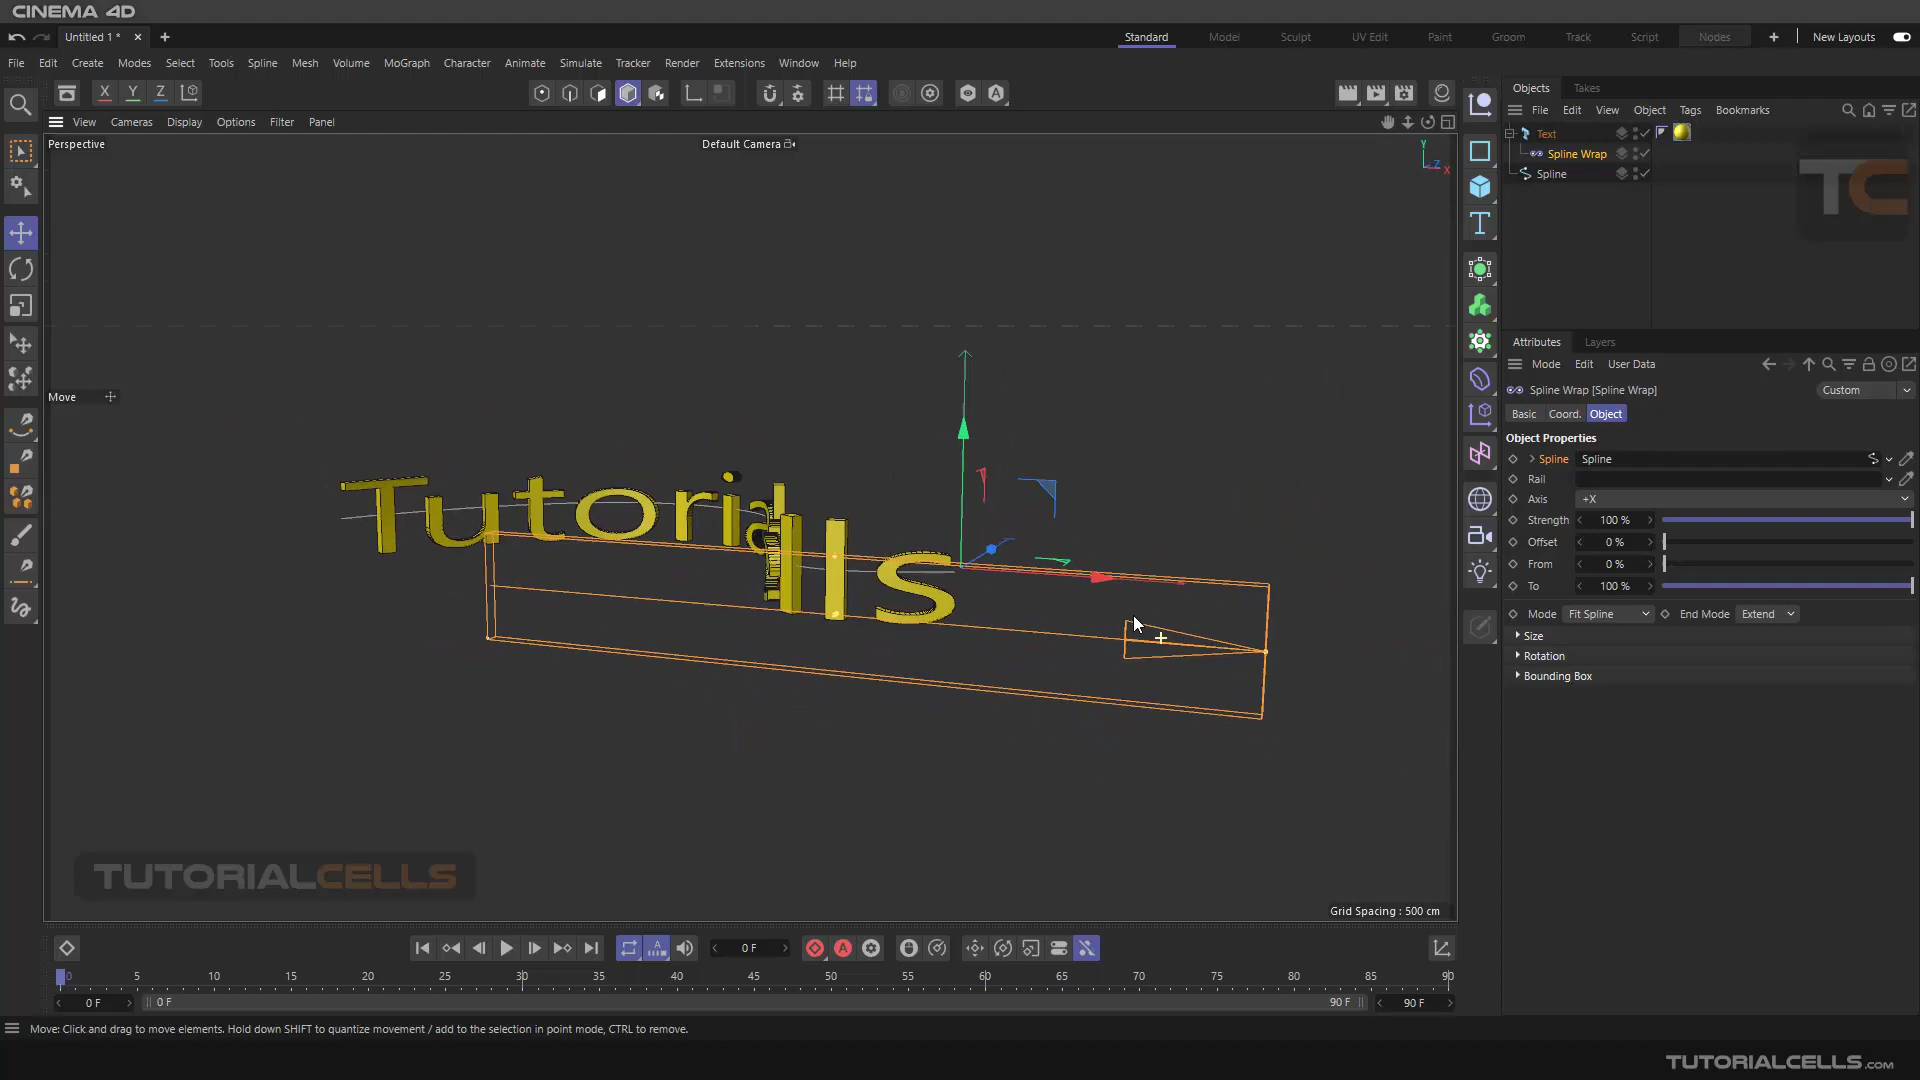 CINEMA 4D
Untitled 1 *
Standard
Model
Sculpt
UV Edit
Paint
Groom
Track
Script
Nodes
New Layouts
File
Edit
Create
Modes
Select
Tools
Spline
Mesh
Volume
MoGraph
Character
Animate
Simulate
Tracker
Render
Extensions
Window
Help
X
Y
Z
View
Cameras
Display
Options
Filter
Panel
Perspective
Default Camera
Y
Z
X
Move
Tutorial
ls
TUTORIALCELLS
Grid Spacing : 500 cm
Objects
Takes
File
Edit
View
Object
Tags
Bookmarks
Text
Spline Wrap
Spline
TC
Attributes
Layers
Mode
Edit
User Data
Spline Wrap [Spline Wrap]
Custom
Basic
Coord.
Object
Object Properties
Spline
Spline
Rail
Axis
+X
Strength
100 %
Offset
0 %
From
0 %
To
100 %
Mode
Fit Spline
End Mode
Extend
Size
Rotation
Bounding Box
0 F
0
5
10
15
20
25
30
35
40
45
50
55
60
65
70
75
80
85
90
0 F
0 F
90 F
90 F
Move: Click and drag to move elements. Hold down SHIFT to quantize movement / add to the selection in point mode, CTRL to remove.
TUTORIALCELLS.COM